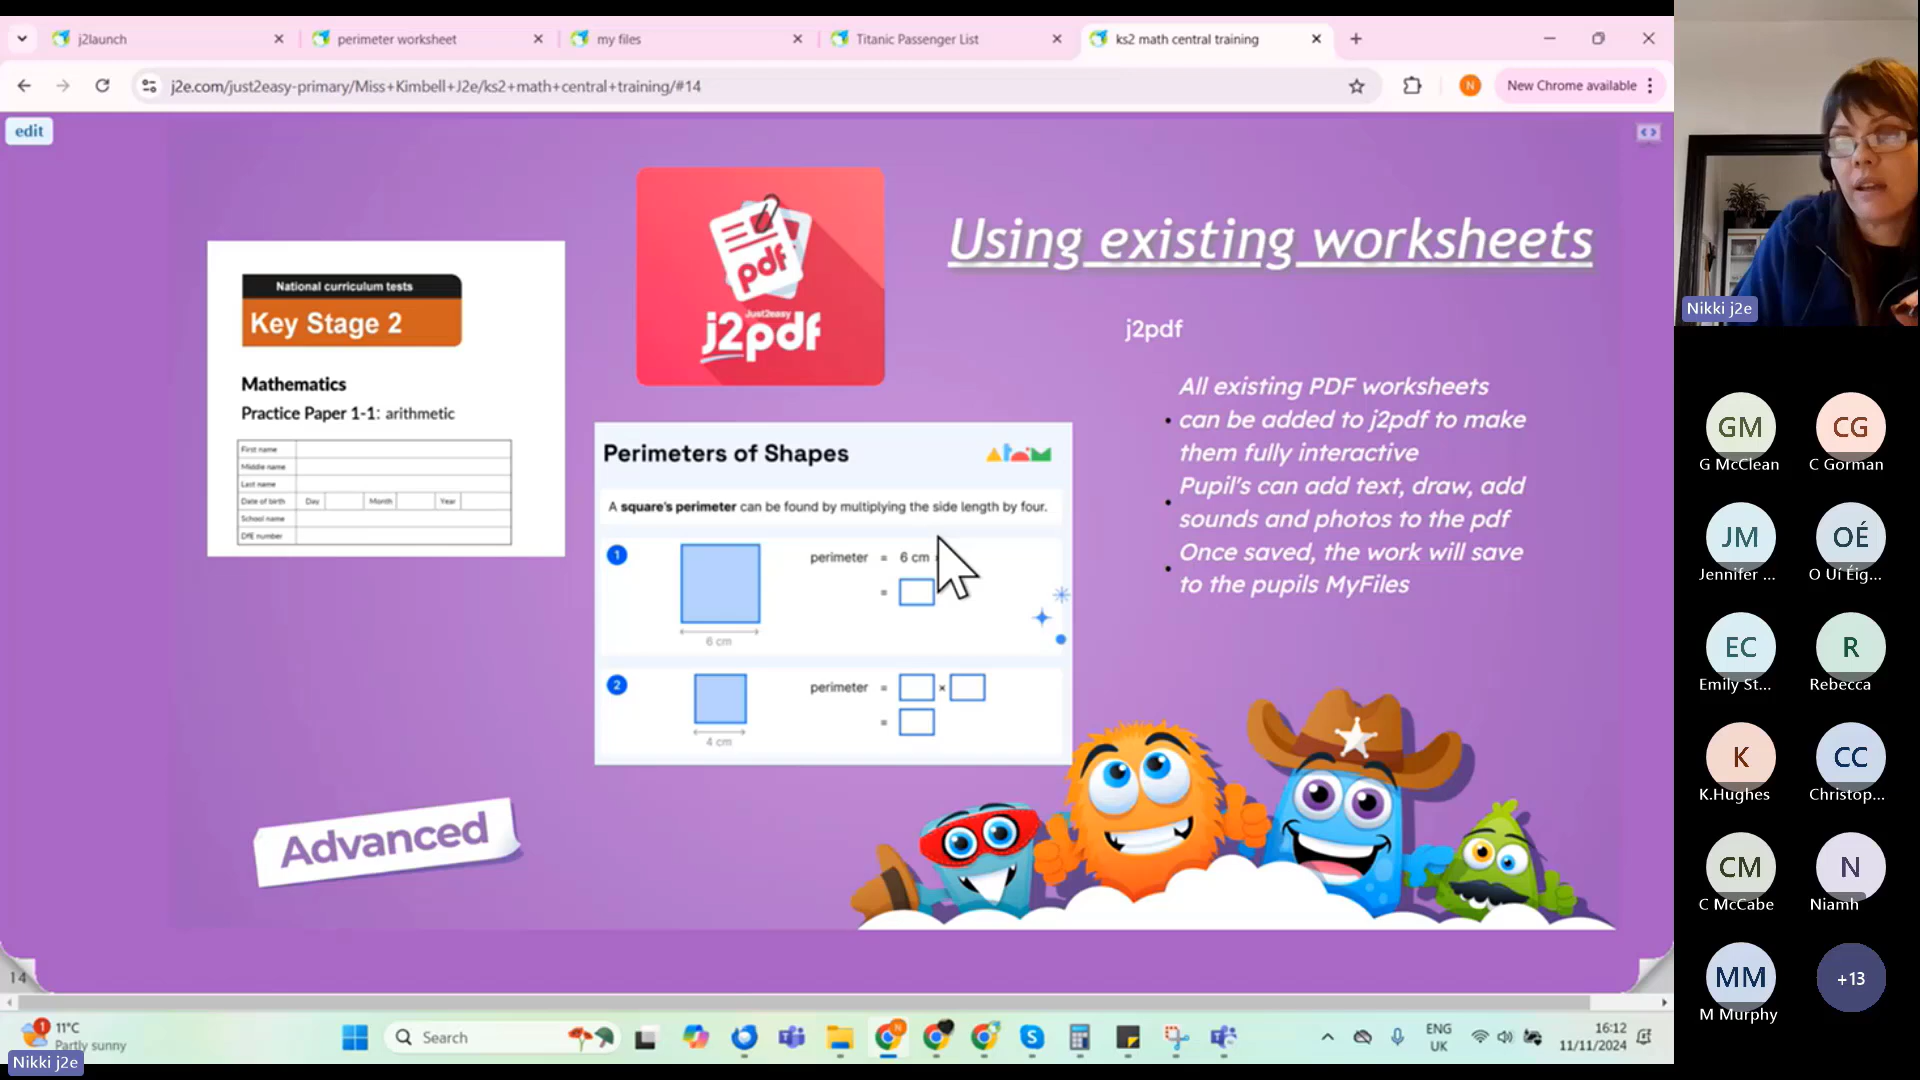 j2launch
perimeter worksheet
my files
Titanic Passenger List
ks2 math central training
j2e.com/just2easy-primary/Miss+Kimbell+J2e/ks2+math+central+training/#14
N
New Chrome available
edit
National curriculum tests
Key Stage 2
Mathematics
Practice Paper 1-1: arithmetic
First name
Middle name
Last name
Date of birth Day Month Year
School name
DfE number
pdf
Just2easy
j2pdf
Using existing worksheets
j2pdf
All existing PDF worksheets
can be added to j2pdf to make
them fully interactive
Pupil's can add text, draw, add
sounds and photos to the pdf
Once saved, the work will save
to the pupils MyFiles
Perimeters of Shapes
A square's perimeter can be found by multiplying the side length by four.
1
perimeter = 6 cm
=
6 cm
2
perimeter = ×
=
4 cm
Advanced
14
Nikki j2e
GM
G McClean
CG
C Gorman
JM
Jennifer ...
OÉ
O Uí Éig...
EC
Emily St...
R
Rebecca
K
K.Hughes
CC
Christop...
CM
C McCabe
N
Niamh
MM
M Murphy
+13
1
11°C
Partly sunny
Search
ENG
UK
16:12
11/11/2024
Nikki j2e